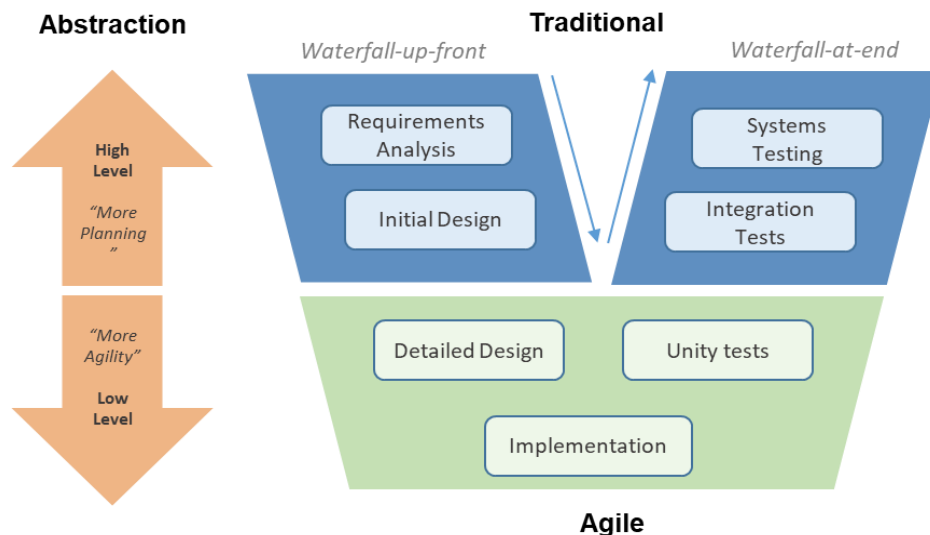 Abstraction
Traditional
Waterfall-up-front
Waterfall-at-end
High
Level
“More
Planning
”
Requirements
Analysis
Initial Design
Systems
Testing
Integration
Tests
“More
Agility”
Low
Level
Detailed Design
Unity tests
Implementation
Agile